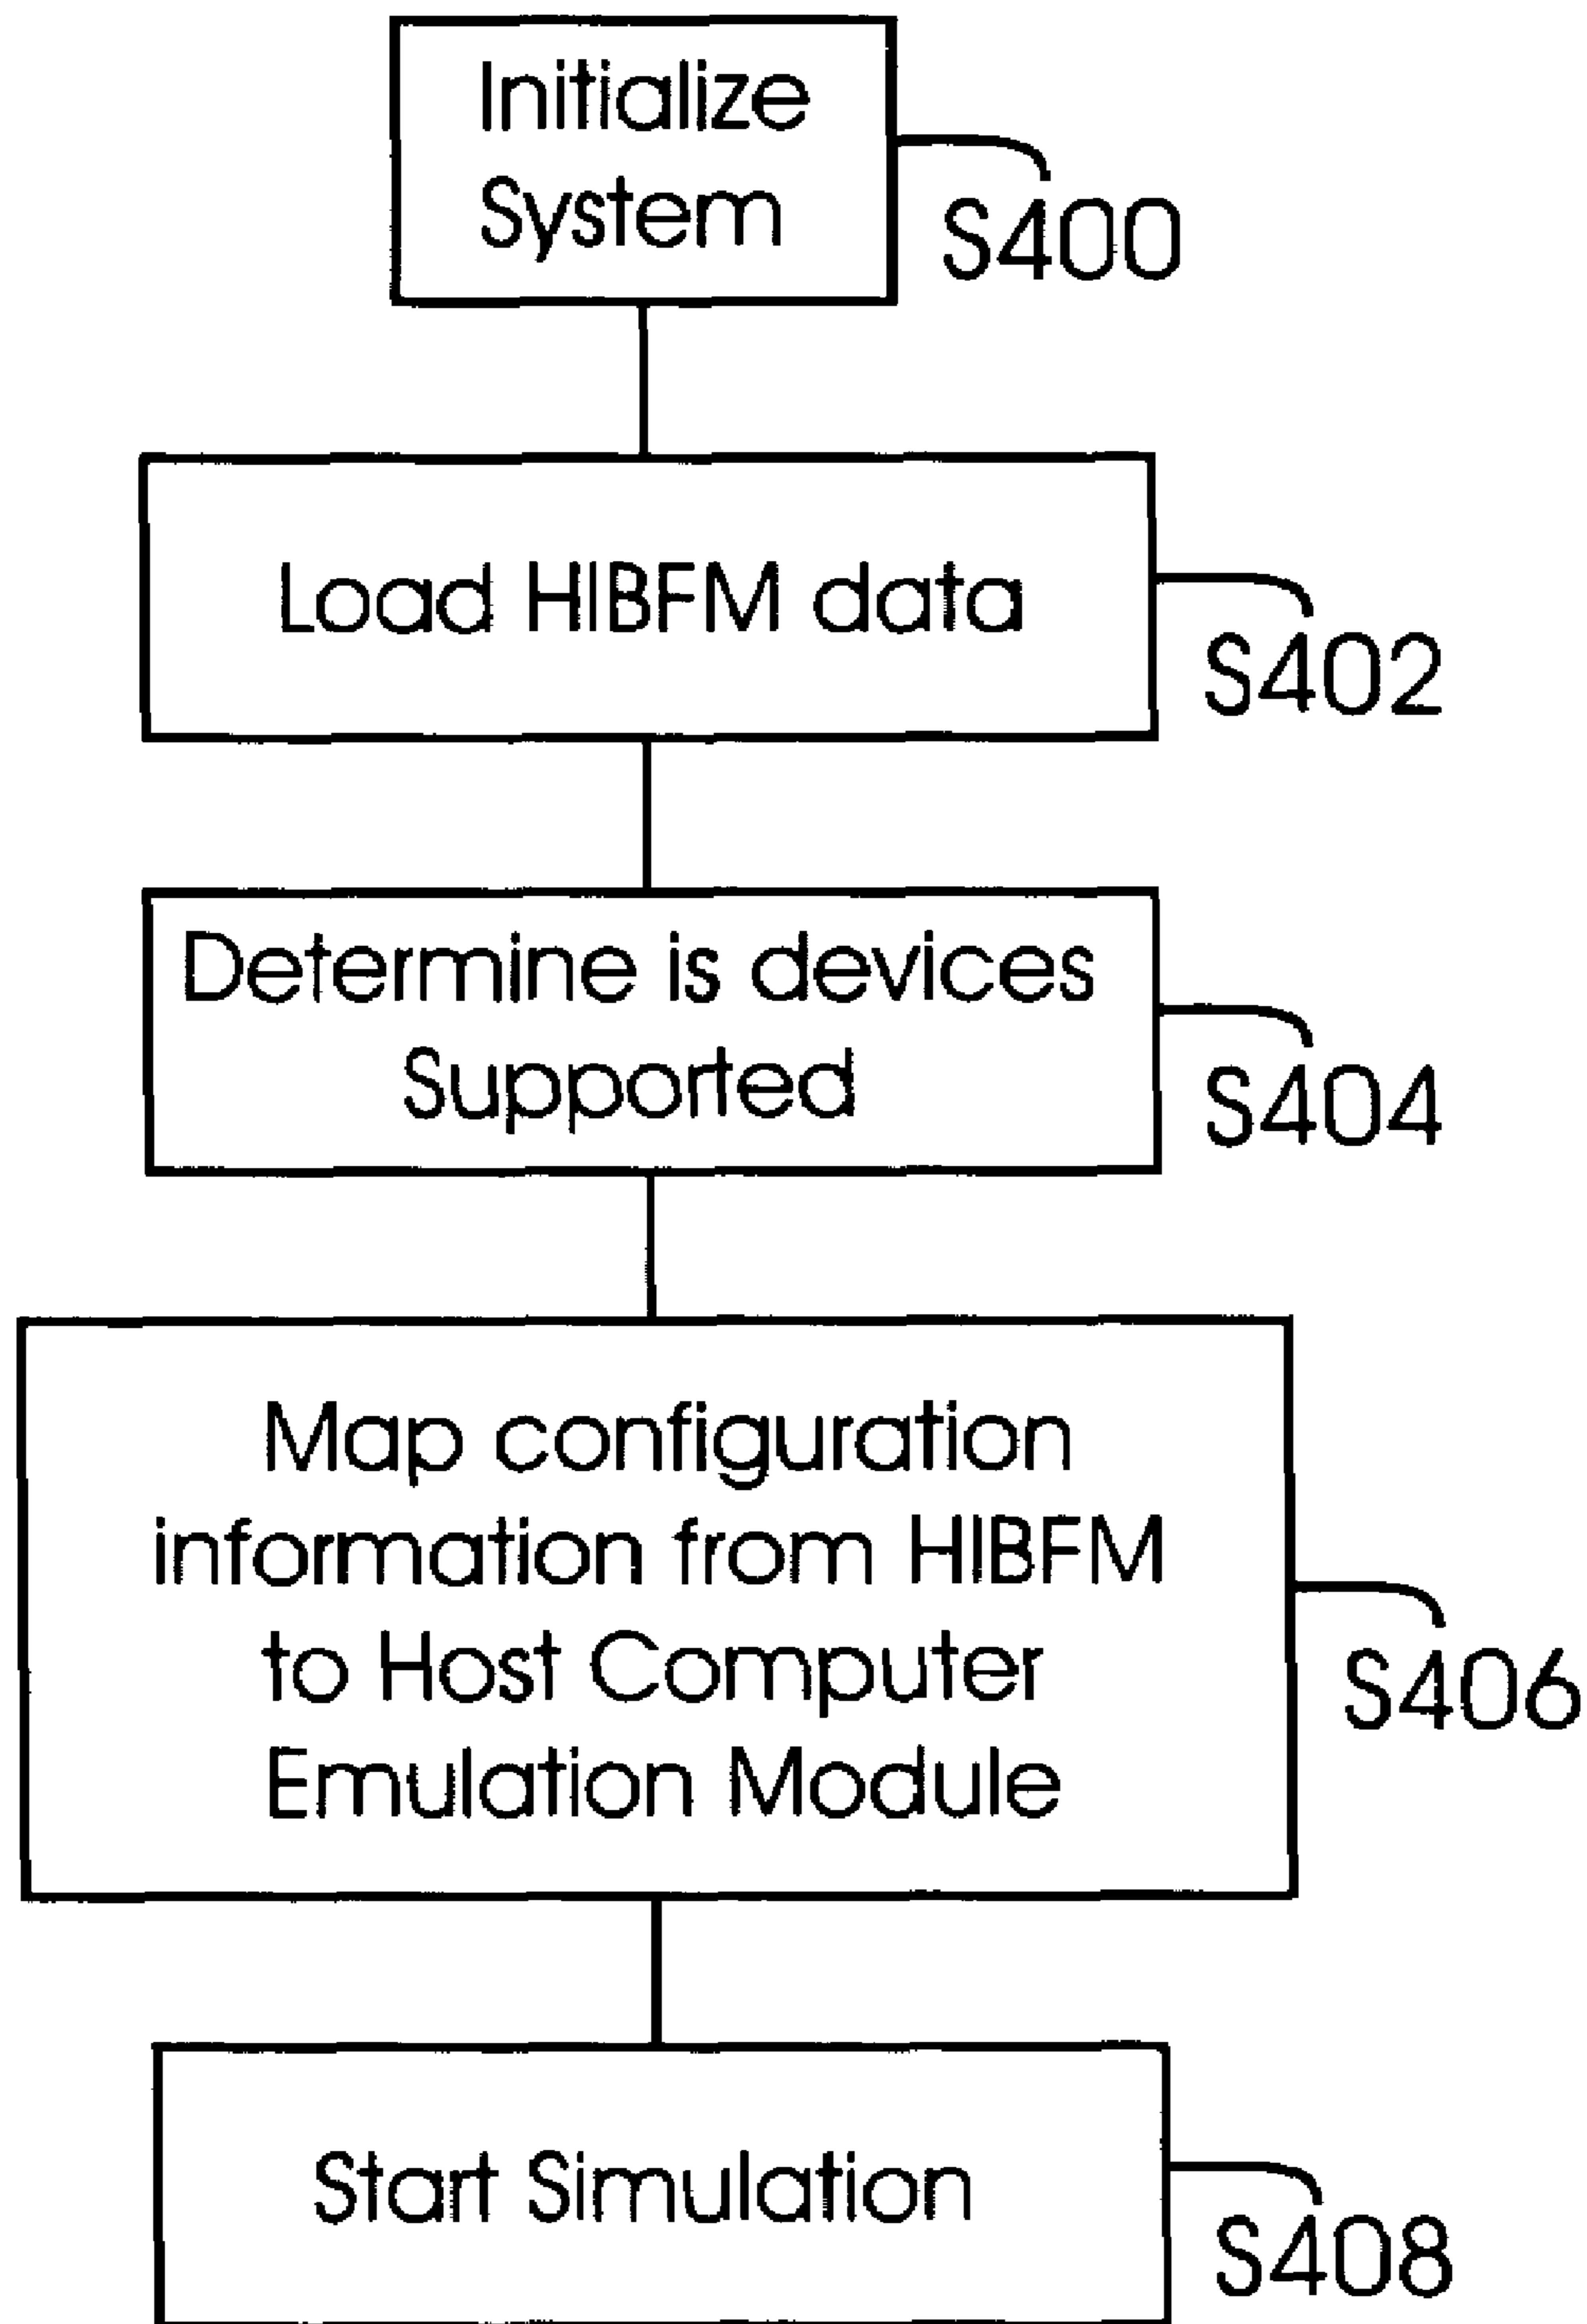 Initialize
System
S400
Load HIBFM data
S402
Determine is devices
Supported
S404
Map configuration
information from HIBFM
to Host Computer
Emulation Module
S406
Start Simulation
S408